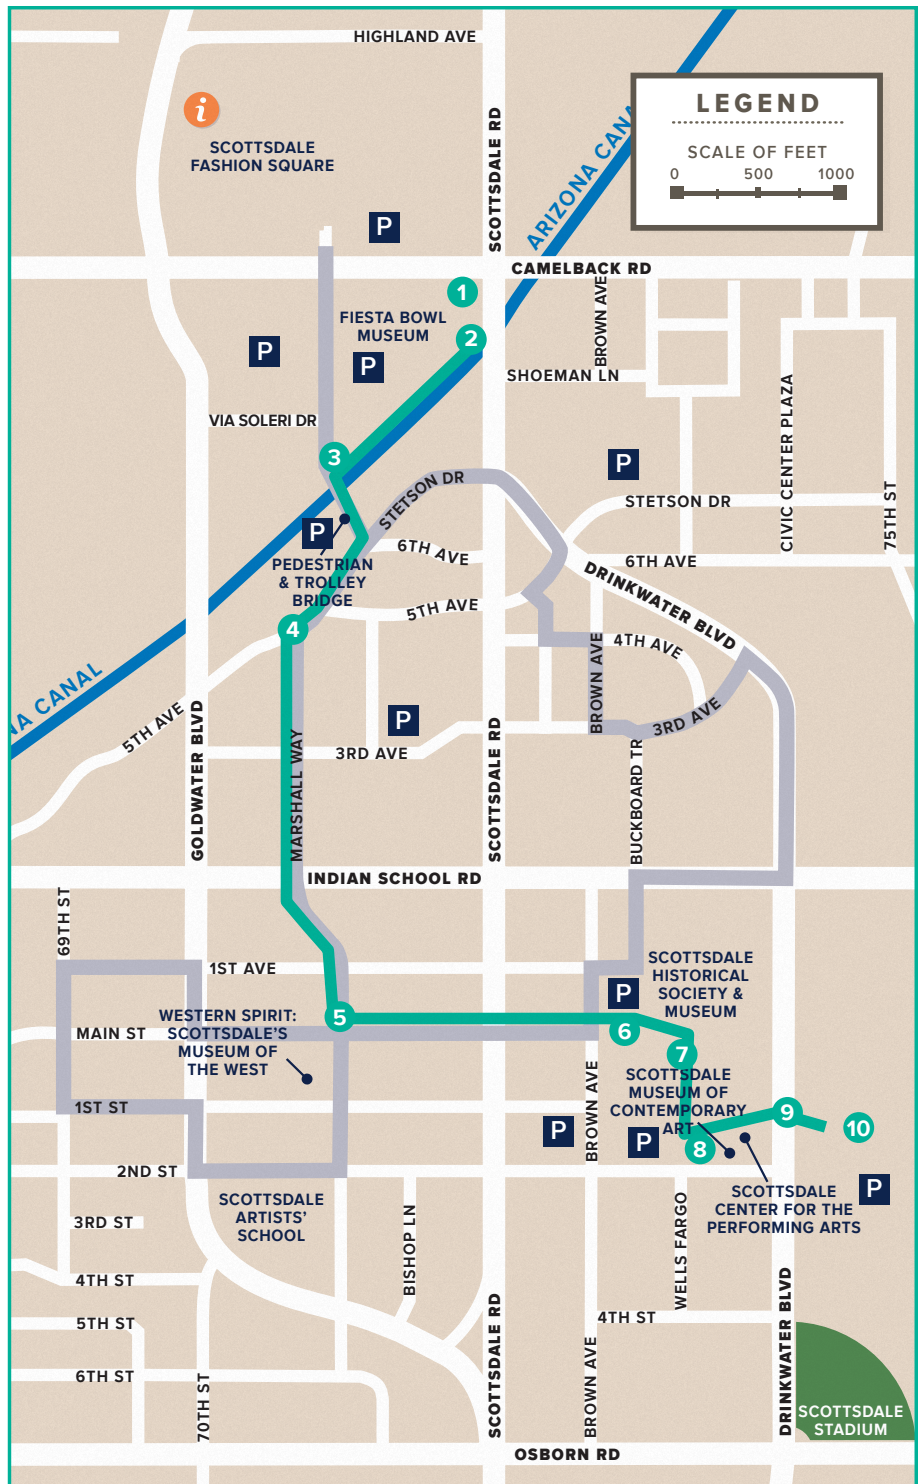 HIGHLAND AVE
i
SCOTTSDALE
FASHION SQUARE
SCOTTSDALE RD
ARIZONA CANA
LEGEND
SCALE OF FEET
0 500 1000
P
CAMELBACK RD
1
BROWN AVE
FIESTA BOWL
MUSEUM
2
P
P
SHOEMAN LN
CIVIC CENTER PLAZA
VIA SOLERI DR
3
P
STETSON DR
STETSON DR
75TH ST
P
6TH AVE
6TH AVE
PEDESTRIAN
& TROLLEY
BRIDGE
DRINKWATER BLVD
5TH AVE
4
4TH AVE
BROWN AVE
NA CANAL
5TH AVE
GOLDWATER BLVD
P
3RD AVE
3RD AVE
SCOTTSDALE RD
MARSHALL WAY
BUCKBOARD TR
INDIAN SCHOOL RD
69TH ST
1ST AVE
SCOTTSDALE
HISTORICAL
SOCIETY &
MUSEUM
P
WESTERN SPIRIT:
SCOTTSDALE'S
MUSEUM OF
THE WEST
5
6
MAIN ST
7
SCOTTSDALE
MUSEUM OF
CONTEMPORARY
ART
BROWN AVE
1ST ST
9
10
P
P
8
2ND ST
P
SCOTTSDALE
CENTER FOR THE
PERFORMING ARTS
SCOTTSDALE
ARTISTS'
SCHOOL
3RD ST
BISHOP LN
WELLS FARGO
4TH ST
5TH ST
4TH ST
SCOTTSDALE RD
DRINKWATER BLVD
6TH ST
70TH ST
BROWN AVE
SCOTTSDALE
STADIUM
OSBORN RD